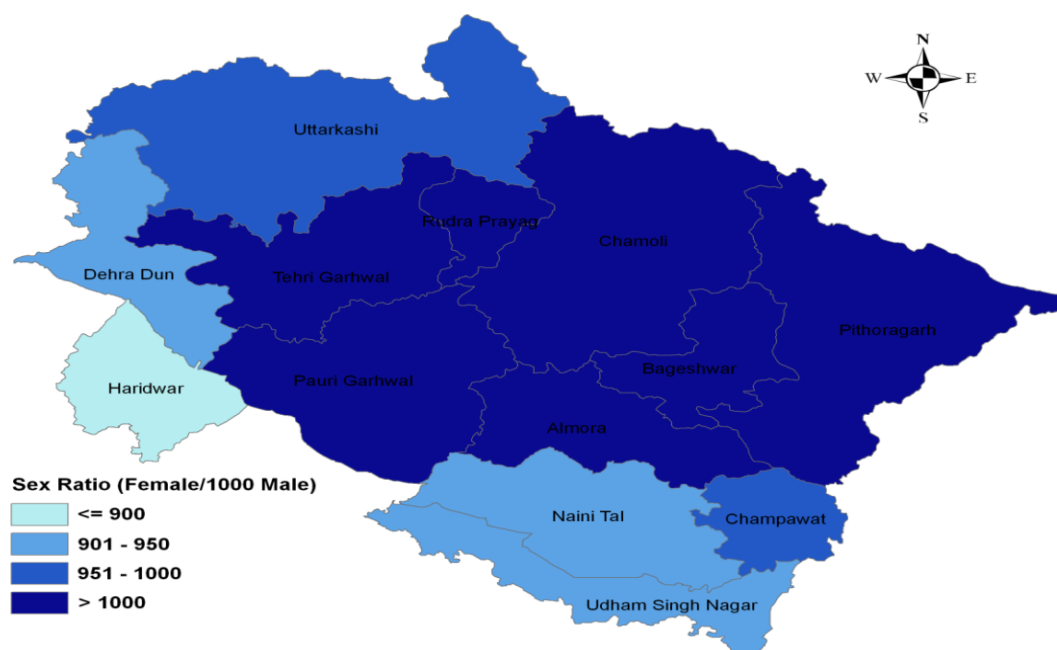 N
W E
S
Uttarkashi
Rudra Prayag
Chamoli
Dehra Dun
Tehri Garhwal
Pithoragarh
Bageshwar
Pauri Garhwal
Haridwar
Almora
Sex Ratio (Female/1000 Male)
<= 900
901 - 950
951 - 1000
> 1000
Naini Tal
Champawat
Udham Singh Nagar